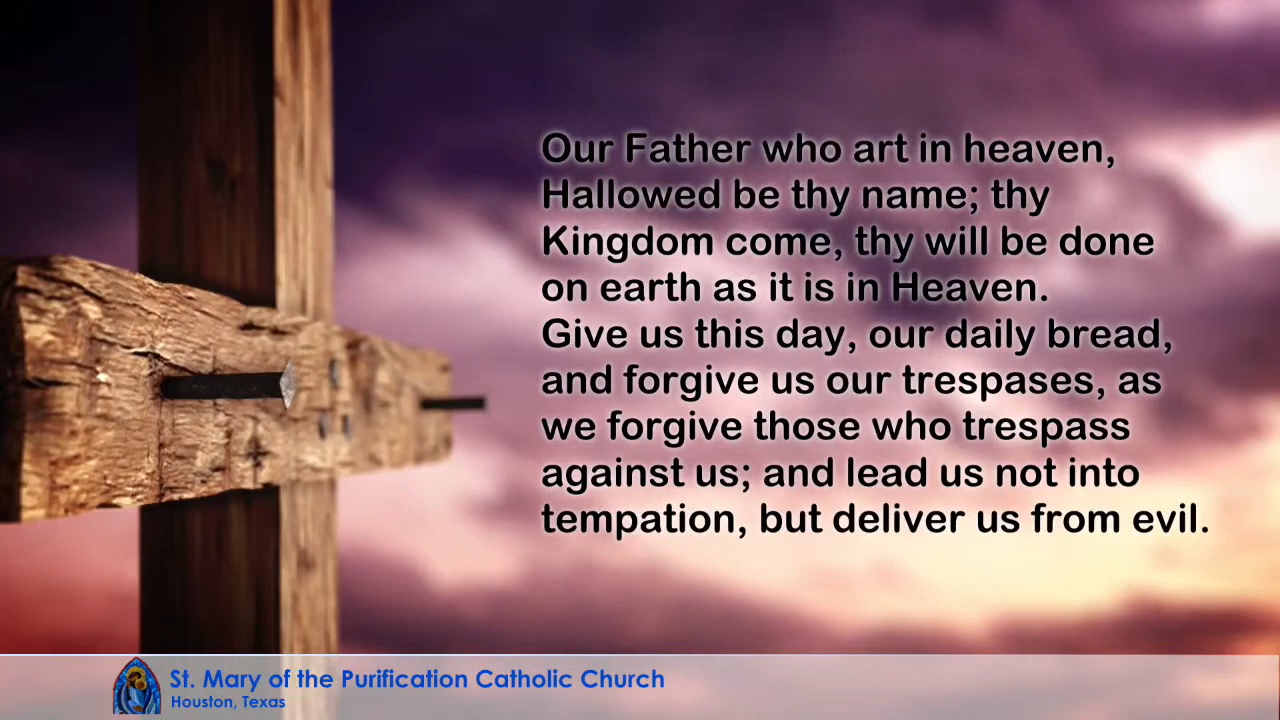 Our Father who art in heaven,
Hallowed be thy name; thy
Kingdom come, thy will be done
on earth as it is in Heaven.
Give us this day, our daily bread,
and forgive us our trespases, as
we forgive those who trespass
against us; and lead us not into
tempation, but deliver us from evil.
St. Mary of the Purification Catholic Church
Houston, Texas